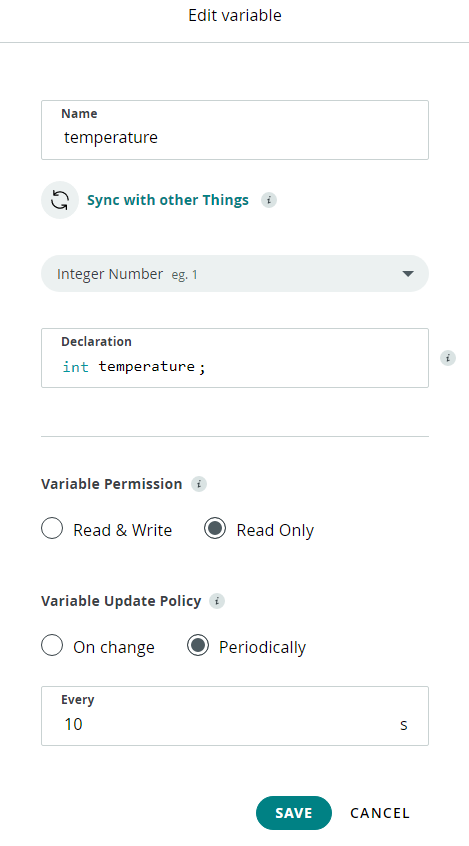 Edit variable
Name
temperature
Sync with other Things i
Integer Number eg. 1
Declaration
int temperature;
i
Variable Permission i
Read & Write Read Only
Variable Update Policy i
On change Periodically
Every
10 s
SAVE CANCEL